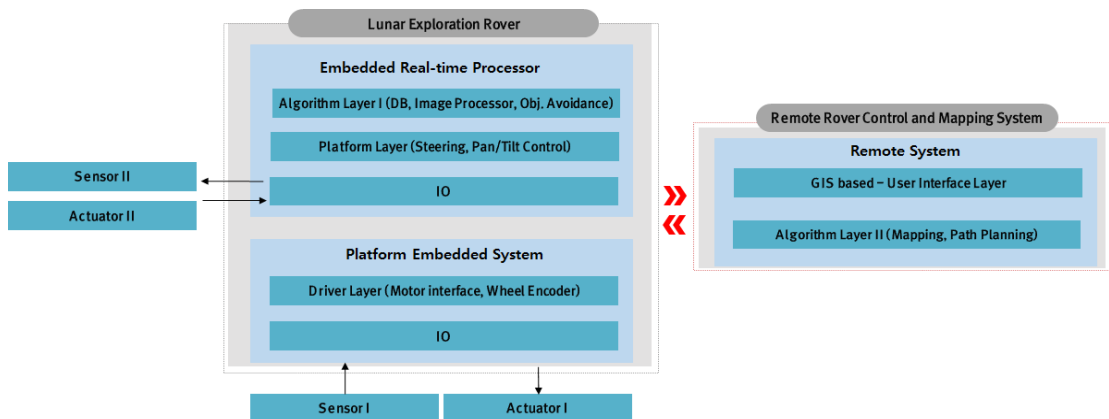 Lunar Exploration Rover
Embedded Real-time Processor
Algorithm Layer I (DB, Image Processor, Obj. Avoidance)
Platform Layer (Steering, Pan/Tilt Control)
IO
Sensor II
Actuator II
Platform Embedded System
Driver Layer (Motor interface, Wheel Encoder)
IO
Sensor I
Actuator I
Remote Rover Control and Mapping System
Remote System
GIS based – User Interface Layer
Algorithm Layer II (Mapping, Path Planning)